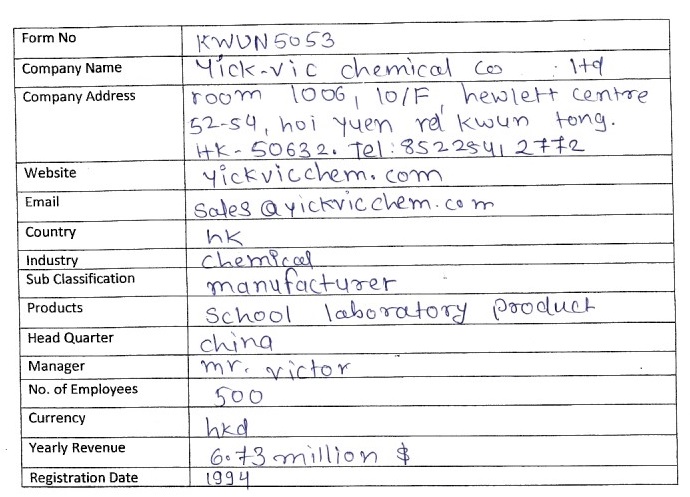 Form No KWUN5053
Company Name Yick-vic chemical Co . ltd
Company Address room 1006, 10/F, hewlett centre
52-54, hoi yuen rd kwun tong.
HK-50632. Tel: 85225412772
Website yickvicchem.com
Email sales@yickvicchem.com
Country hk
Industry chemical
Sub Classification manufacturer
Products school laboratory product
Head Quarter china
Manager mr. victor
No. of Employees 500
Currency hkd
Yearly Revenue 6.73 million $
Registration Date 1994